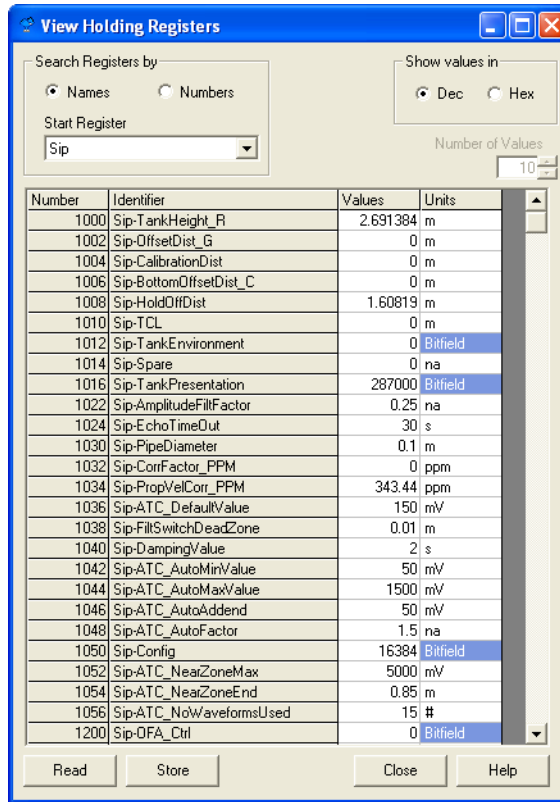 View Holding Registers
Search Registers by
Names Numbers
Start Register
Sip
Show values in
Dec Hex
Number of Values
10
Number Identifier Values Units
1000 Sip-TankHeight_R 2.691384 m
1002 Sip-OffsetDist_G 0 m
1004 Sip-CalibrationDist 0 m
1006 Sip-BottomOffsetDist_C 0 m
1008 Sip-HoldOffDist 1.60819 m
1010 Sip-TCL 0 m
1012 Sip-TankEnvironment 0 Bitfield
1014 Sip-Spare 0 na
1016 Sip-TankPresentation 287000 Bitfield
1022 Sip-AmplitudeFiltFactor 0.25 na
1024 Sip-EchoTimeOut 30 s
1030 Sip-PipeDiameter 0.1 m
1032 Sip-CorrFactor_PPM 0 ppm
1034 Sip-PropVelCorr_PPM 343.44 ppm
1036 Sip-ATC_DefaultValue 150 mV
1038 Sip-FiltSwitchDeadZone 0.01 m
1040 Sip-DampingValue 2 s
1042 Sip-ATC_AutoMinValue 50 mV
1044 Sip-ATC_AutoMaxValue 1500 mV
1046 Sip-ATC_AutoAddend 50 mV
1048 Sip-ATC_AutoFactor 1.5 na
1050 Sip-Config 16384 Bitfield
1052 Sip-ATC_NearZoneMax 5000 mV
1054 Sip-ATC_NearZoneEnd 0.85 m
1056 Sip-ATC_NoWaveformsUsed 15 #
1200 Sip-OFA_Ctrl 0 Bitfield
Read Store Close Help